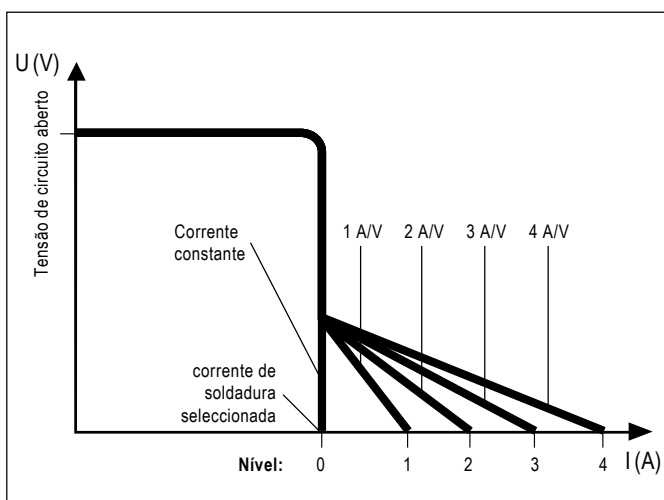 U (V)
Tensão de circuito aberto
Corrente
constante
1 A/V
2 A/V
3 A/V
4 A/V
corrente de
soldadura
seleccionada
Nível:
0
1
2
3
4
I (A)